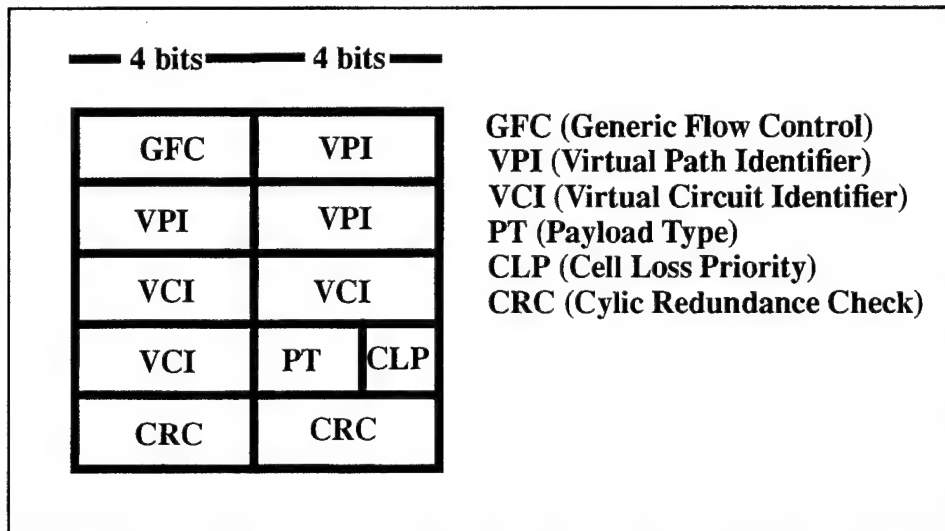 4 bits 4 bits
GFC VPI
VPI VPI
VCI VCI
VCI PT CLP
CRC CRC
GFC (Generic Flow Control)
VPI (Virtual Path Identifier)
VCI (Virtual Circuit Identifier)
PT (Payload Type)
CLP (Cell Loss Priority)
CRC (Cylic Redundance Check)